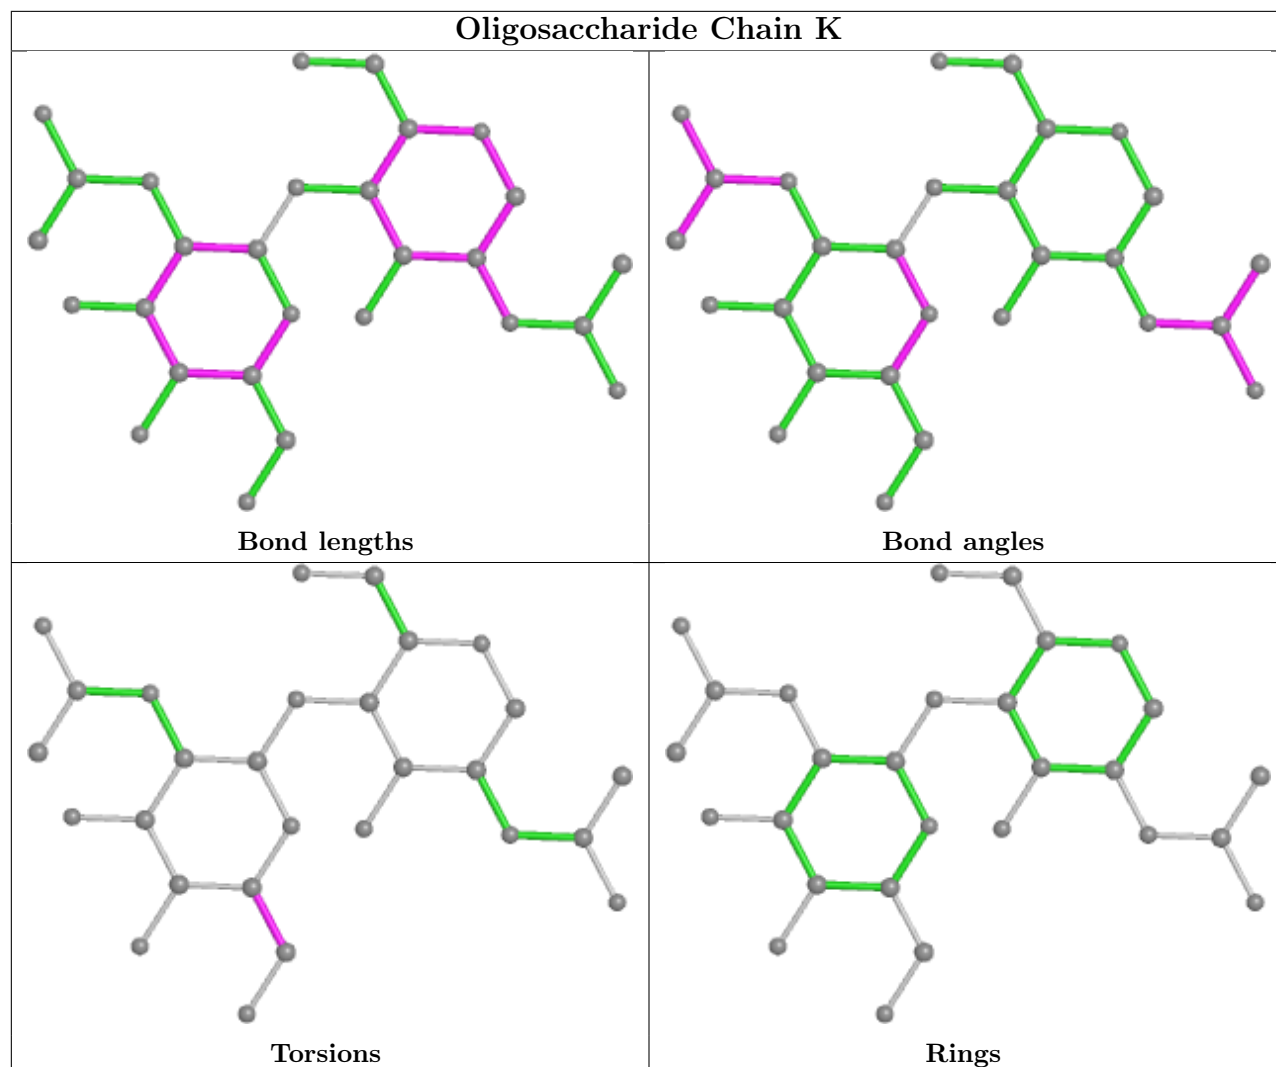 Oligosaccharide Chain K
Bond lengths
Bond angles
Torsions
Rings